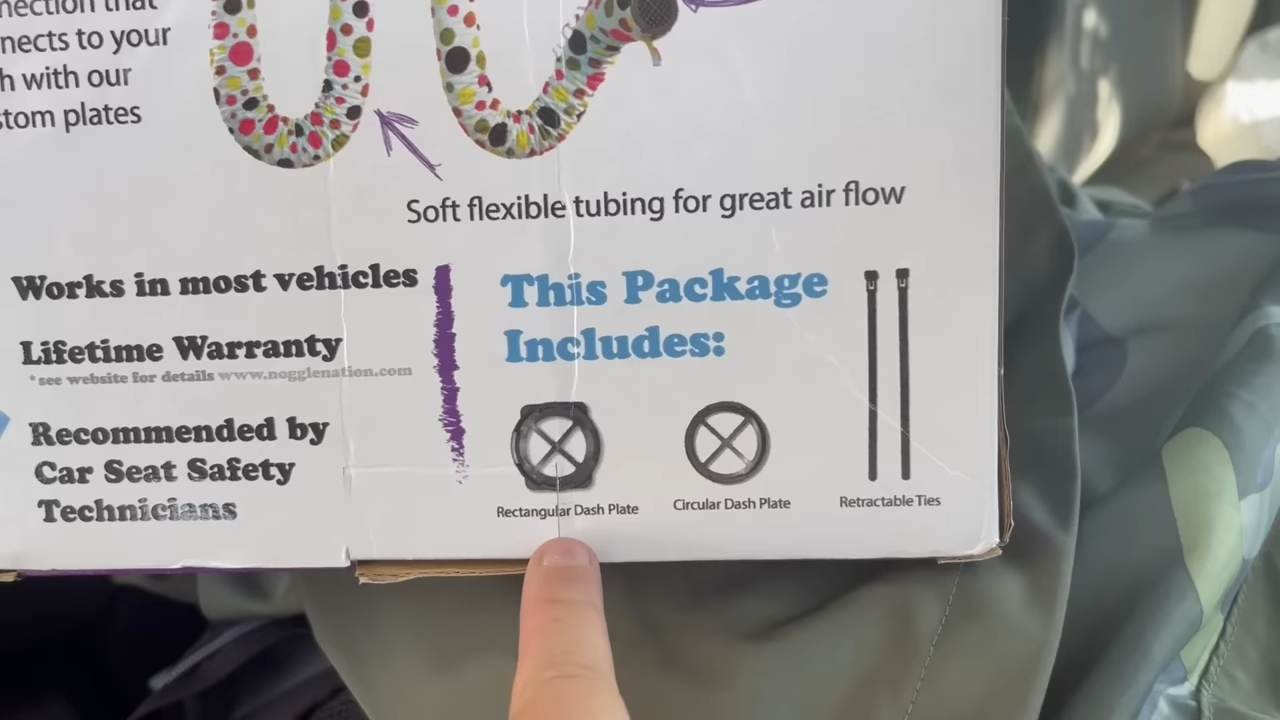 that
to your
with our
plates
Soft flexible tubing for great air flow
Works in most vehicles
Lifetime Warranty
*see website for details www.nogglenation.com
Recommended by
Car Seat Safety
Technicians
This Package
Includes:
Rectangular Dash Plate
Circular Dash Plate
Retractable Ties